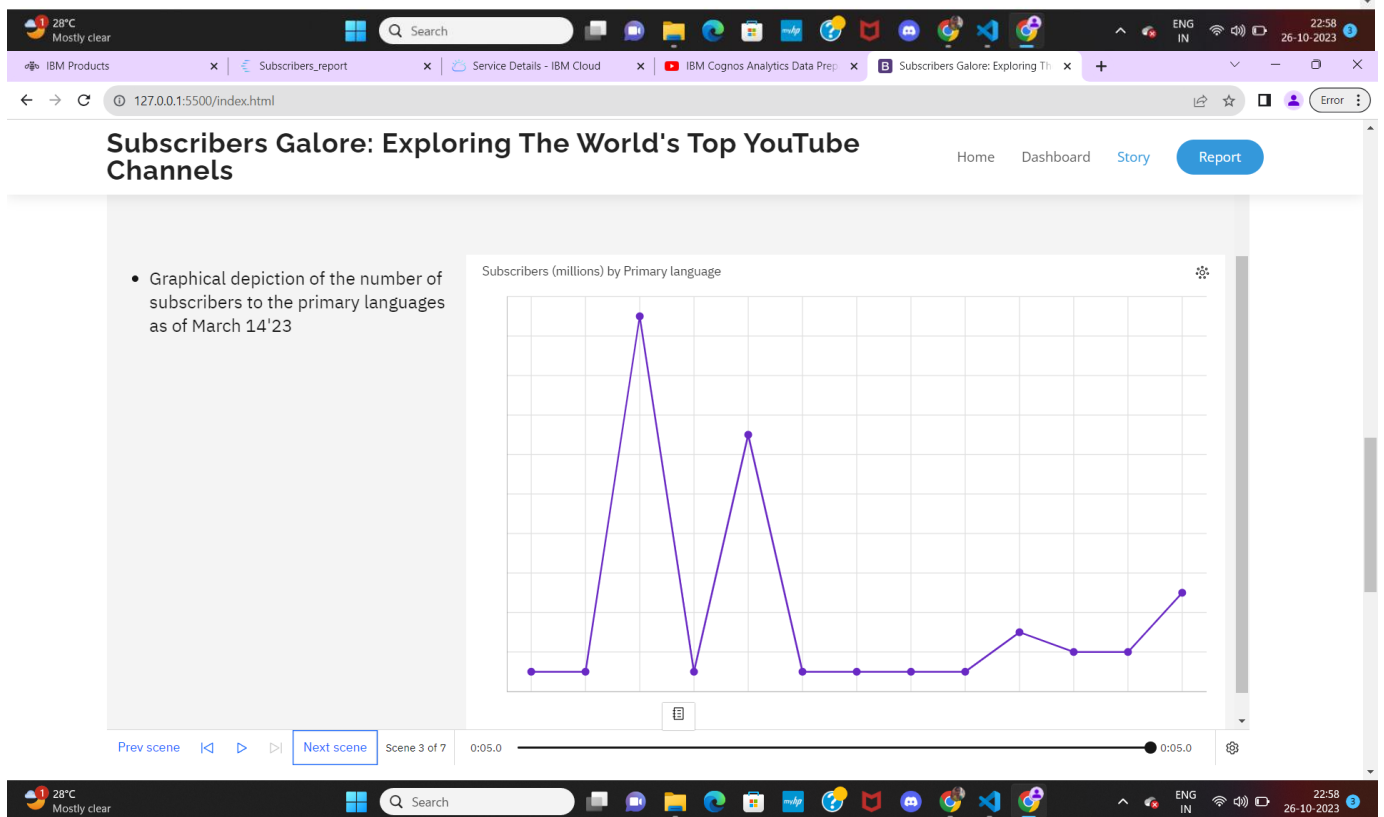 28°C
Mostly clear
Search
ENG
IN
22:58
26-10-2023
3
IBM Products
Subscribers_report
Service Details - IBM Cloud
IBM Cognos Analytics Data Prep
Subscribers Galore: Exploring Th
127.0.0.1:5500/index.html
Error
Subscribers Galore: Exploring The World's Top YouTube
Channels
Home
Dashboard
Story
Report
• Graphical depiction of the number of
subscribers to the primary languages
as of March 14'23
Subscribers (millions) by Primary language
Prev scene
Next scene
Scene 3 of 7
0:05.0
0:05.0
28°C
Mostly clear
Search
ENG
IN
22:58
26-10-2023
3